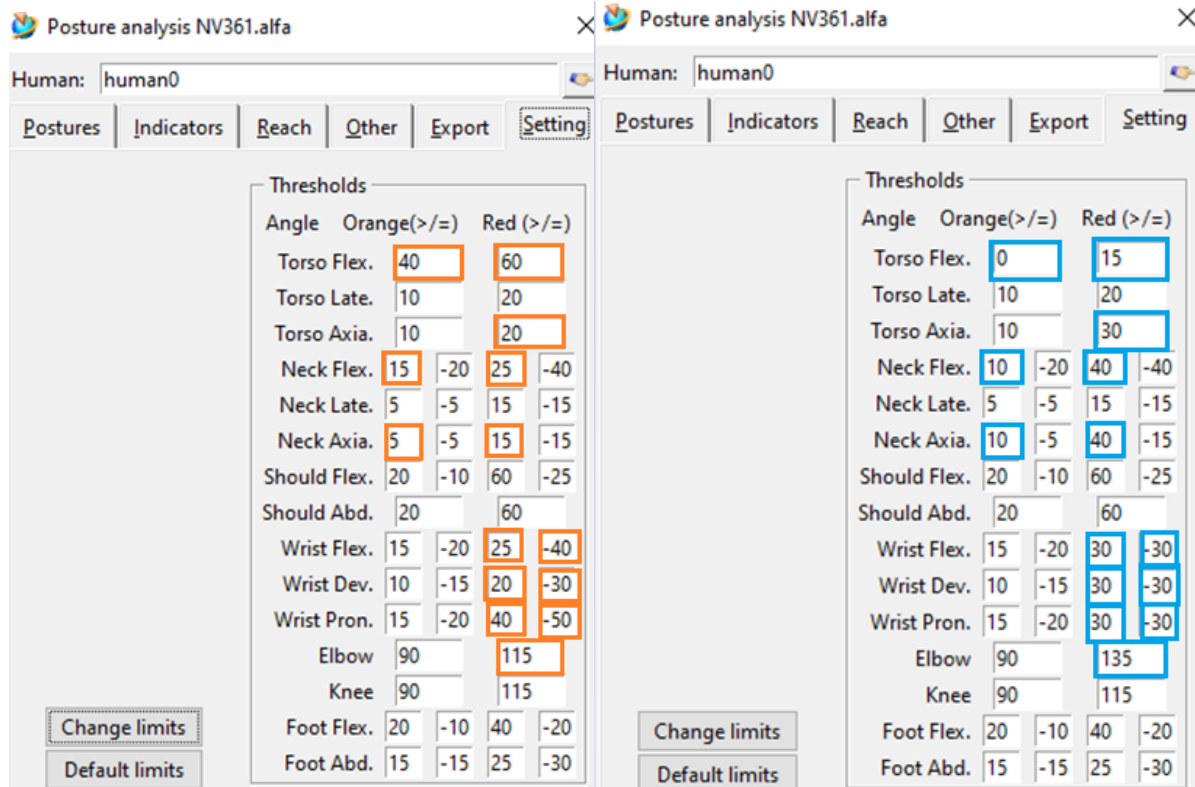 Posture analysis NV361.alfa
Human: human0
Postures Indicators Reach Other Export Setting
Thresholds
Angle Orange(>/=) Red (>/=)
Torso Flex. 40 60
Torso Late. 10 20
Torso Axia. 10 20
Neck Flex. 15 -20 25 -40
Neck Late. 5 -5 15 -15
Neck Axia. 5 -5 15 -15
Should Flex. 20 -10 60 -25
Should Abd. 20 60
Wrist Flex. 15 -20 25 -40
Wrist Dev. 10 -15 20 -30
Wrist Pron. 15 -20 40 -50
Elbow 90 115
Knee 90 115
Foot Flex. 20 -10 40 -20
Foot Abd. 15 -15 25 -30
Change limits
Default limits
Posture analysis NV361.alfa
Human: human0
Postures Indicators Reach Other Export Setting
Thresholds
Angle Orange(>/=) Red (>/=)
Torso Flex. 0 15
Torso Late. 10 20
Torso Axia. 10 30
Neck Flex. 10 -20 40 -40
Neck Late. 5 -5 15 -15
Neck Axia. 10 -5 40 -15
Should Flex. 20 -10 60 -25
Should Abd. 20 60
Wrist Flex. 15 -20 30 -30
Wrist Dev. 10 -15 30 -30
Wrist Pron. 15 -20 30 -30
Elbow 90 135
Knee 90 115
Foot Flex. 20 -10 40 -20
Foot Abd. 15 -15 25 -30
Change limits
Default limits